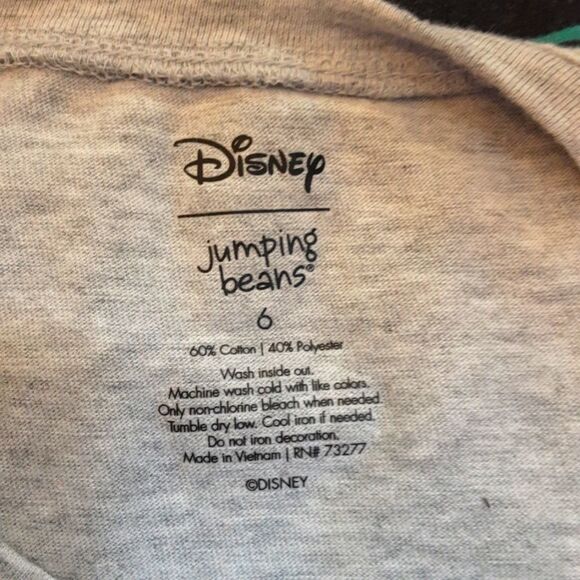 Disney
jumping
beans®
6
60% Cotton | 40% Polyester
Wash inside out.
Machine wash cold with like colors.
Only non-chlorine bleach when needed.
Tumble dry low. Cool iron if needed.
Do not iron decoration.
Made in Vietnam | RN# 73277
©DISNEY